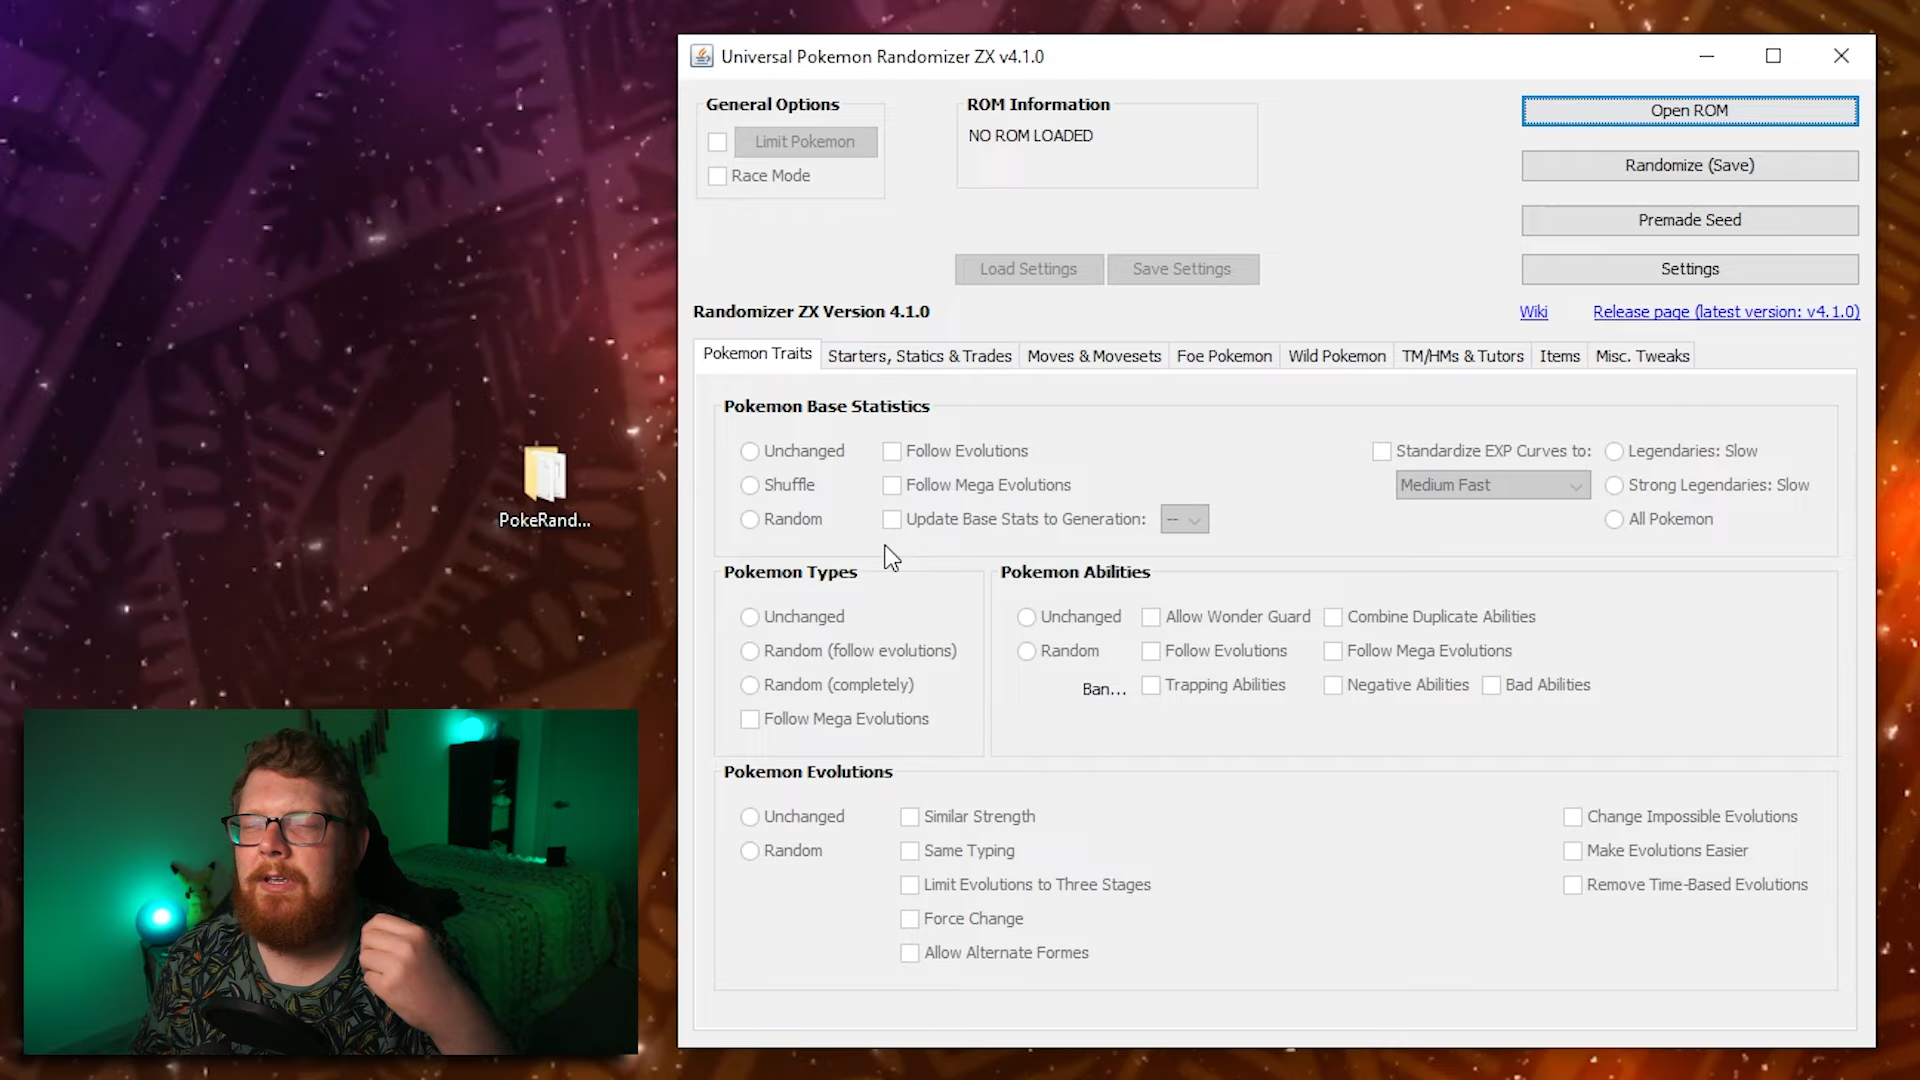 Universal Pokemon Randomizer ZX v4.1.0
General Options
Limit Pokemon
Race Mode
ROM Information
NO ROM LOADED
Open ROM
Randomize (Save)
Premade Seed
Load Settings
Save Settings
Settings
Randomizer ZX Version 4.1.0
Wiki
Release page (latest version: v4.1.0)
Pokemon Traits
Starters, Statics & Trades
Moves & Movesets
Foe Pokemon
Wild Pokemon
TM/HMs & Tutors
Items
Misc. Tweaks
Pokemon Base Statistics
Unchanged
Follow Evolutions
Standardize EXP Curves to:
Legendaries: Slow
Shuffle
Follow Mega Evolutions
Medium Fast
Strong Legendaries: Slow
Random
Update Base Stats to Generation:
--
All Pokemon
PokeRand...
Pokemon Types
Unchanged
Random (follow evolutions)
Random (completely)
Follow Mega Evolutions
Pokemon Abilities
Unchanged
Allow Wonder Guard
Combine Duplicate Abilities
Random
Follow Evolutions
Follow Mega Evolutions
Ban...
Trapping Abilities
Negative Abilities
Bad Abilities
Pokemon Evolutions
Unchanged
Similar Strength
Change Impossible Evolutions
Random
Same Typing
Make Evolutions Easier
Limit Evolutions to Three Stages
Remove Time-Based Evolutions
Force Change
Allow Alternate Formes